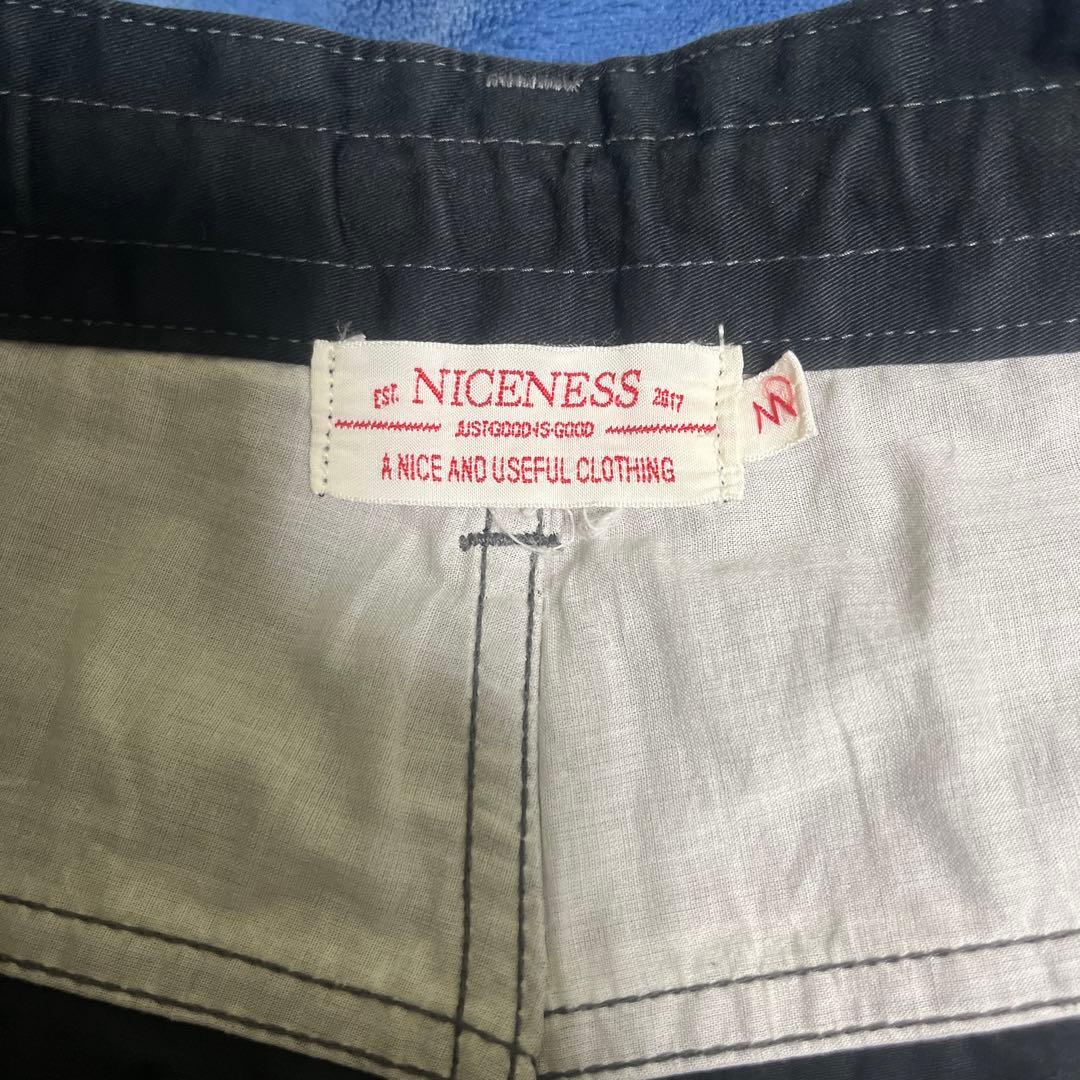 EST. NICENESS 2017
JUST·GOOD·IS·GOOD
A NICE AND USEFUL CLOTHING